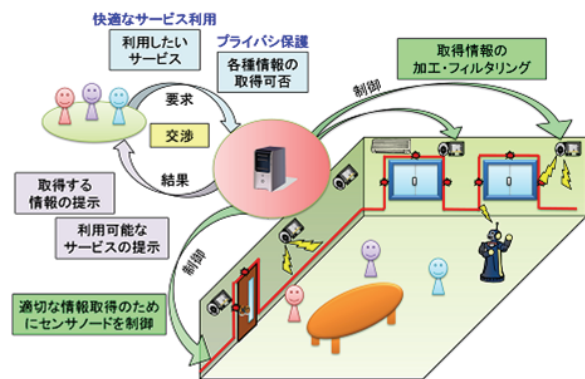 快適なサービス利用
利用したい
サービス
プライバシ保護
各種情報の
取得可否
取得情報の
加工・フィルタリング
制御
要求
交渉
結果
取得する
情報の提示
利用可能な
サービスの提示
制御
適切な情報取得のため
にセンサノードを制御